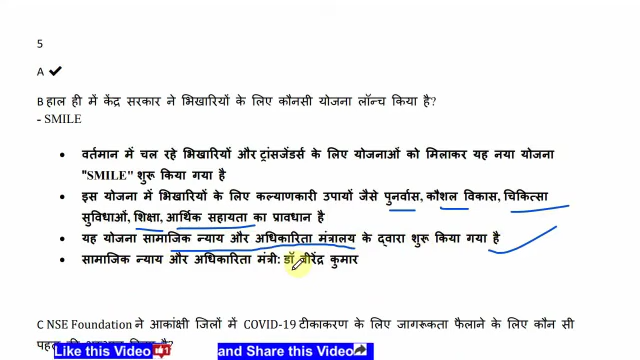 5
A
B हाल ही में केंद्र सरकार ने भिखारियों के लिए कौनसी योजना लॉन्च किया है?
- SMILE
• वर्तमान में चल रहे भिखारियों और ट्रांसजेंडर्स के लिए योजनाओं को मिलाकर यह नया योजना
"SMILE" शुरू किया गया है
• इस योजना में भिखारियों के लिए कल्याणकारी उपायों जैसे पुनर्वास, कौशल विकास, चिकित्सा
सुविधाओं, शिक्षा, आर्थिक सहायता का प्रावधान है
• यह योजना सामाजिक न्याय और अधिकारिता मंत्रालय के द्वारा शुरू किया गया है
• सामाजिक न्याय और अधिकारिता मंत्री: डॉ वीरेंद्र कुमार
C NSE Foundation ने आकांक्षी जिलों में COVID-19 टीकाकरण के लिए जागरूकता फैलाने के लिए कौन सी
Like this Video and Share this Video